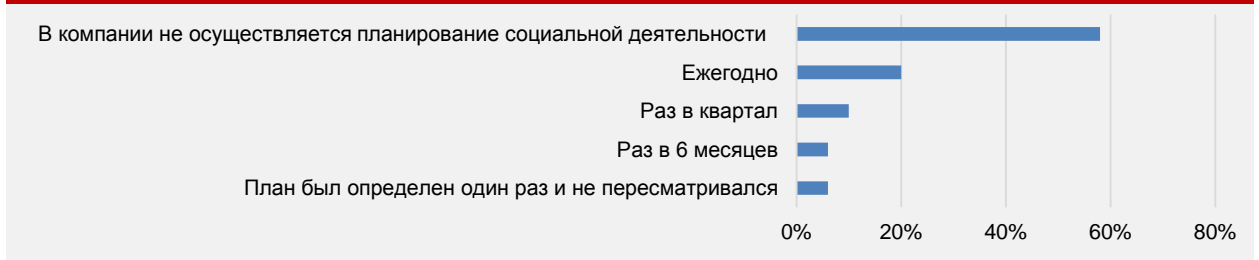 В компании не осуществляется планирование социальной деятельности
Ежегодно
Раз в квартал
Раз в 6 месяцев
План был определен один раз и не пересматривался
0% 20% 40% 60% 80%